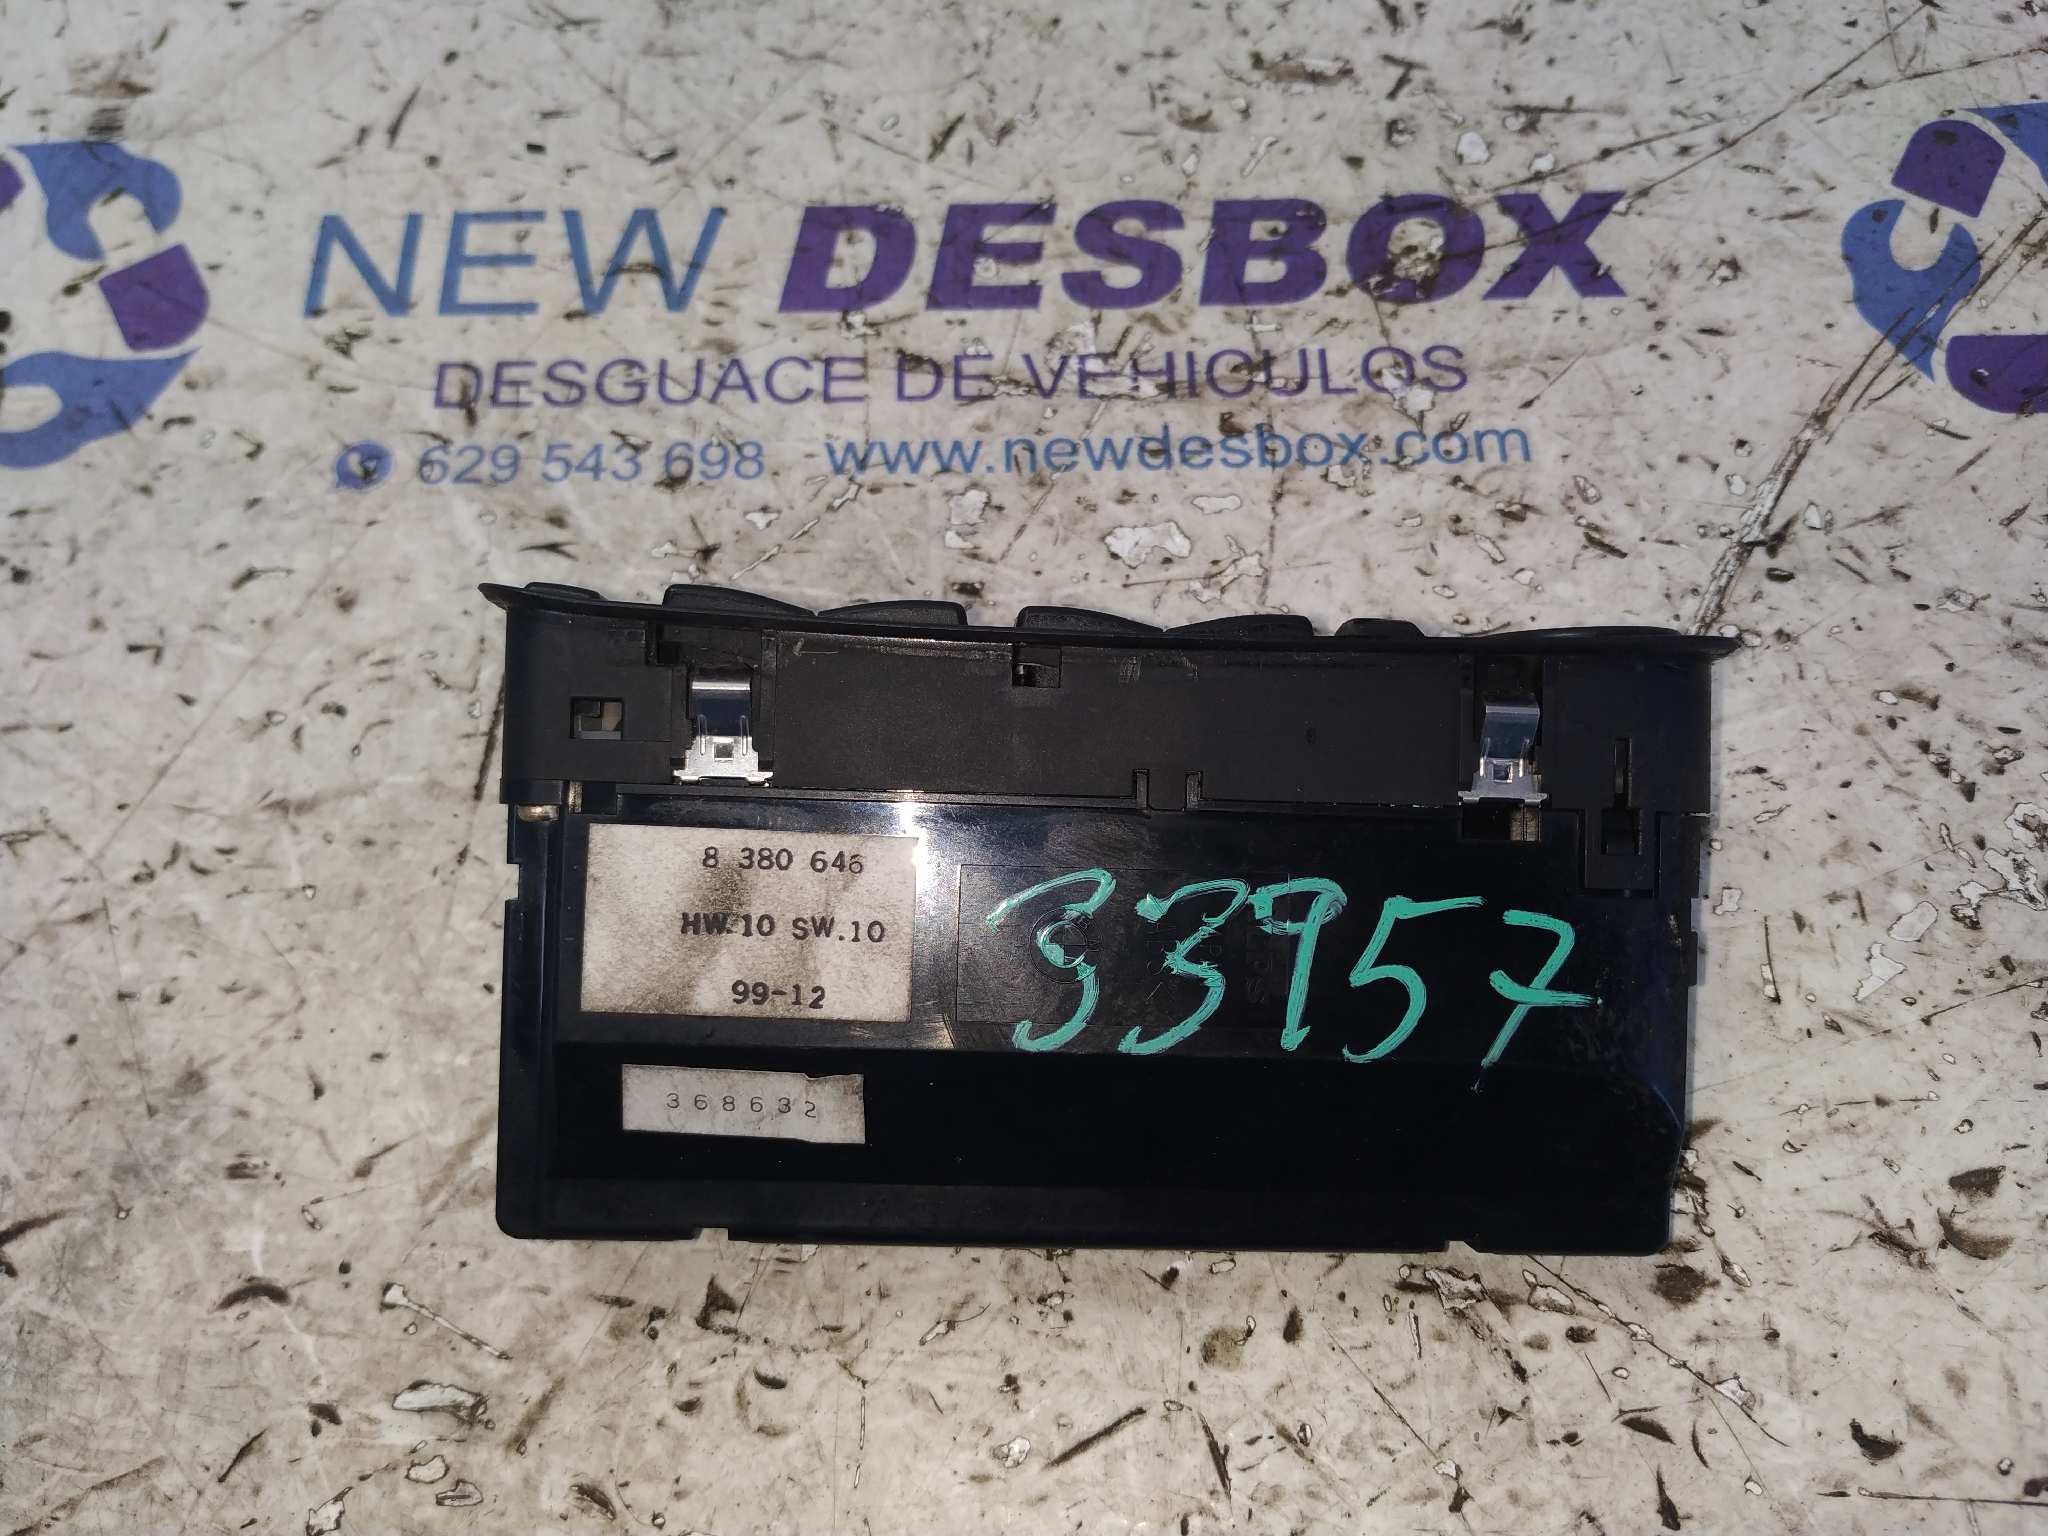 NEW DESBOX
DESGUACE DE VEHICULOS
629 543 698 www.newdesbox.com
8 380 646
HW.10 SW.10
99-12
33957
368632